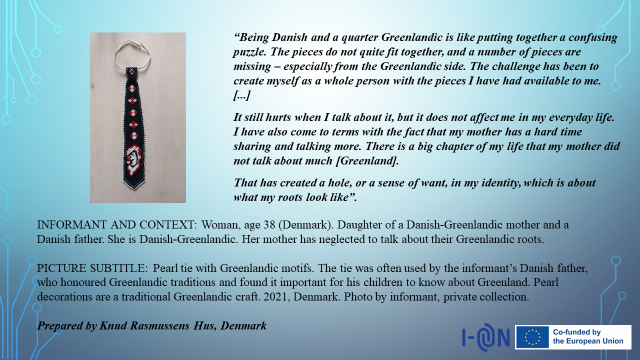 “Being Danish and a quarter Greenlandic is like putting together a confusing
puzzle. The pieces do not quite fit together, and a number of pieces are
missing – especially from the Greenlandic side. The challenge has been to
create myself as a whole person with the pieces I have had available to me.
[...]
It still hurts when I talk about it, but it does not affect me in my everyday life.
I have also come to terms with the fact that my mother has a hard time
sharing and talking more. There is a big chapter of my life that my mother did
not talk about much [Greenland].
That has created a hole, or a sense of want, in my identity, which is about
what my roots look like”.
INFORMANT AND CONTEXT: Woman, age 38 (Denmark). Daughter of a Danish-Greenlandic mother and a
Danish father. She is Danish-Greenlandic. Her mother has neglected to talk about their Greenlandic roots.
PICTURE SUBTITLE: Pearl tie with Greenlandic motifs. The tie was often used by the informant’s Danish father,
who honoured Greenlandic traditions and found it important for his children to know about Greenland. Pearl
decorations are a traditional Greenlandic craft. 2021, Denmark. Photo by informant, private collection.
Prepared by Knud Rasmussens Hus, Denmark
I-ON
Co-funded by
the European Union